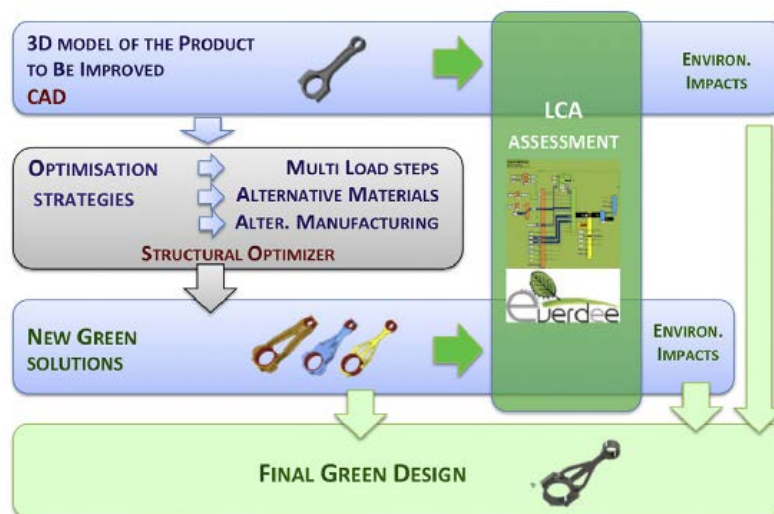 3D MODEL OF THE PRODUCT
TO BE IMPROVED
CAD
ENVIRON.
IMPACTS
LCA
ASSESSMENT
OPTIMISATION
STRATEGIES
MULTI LOAD STEPS
ALTERNATIVE MATERIALS
ALTER. MANUFACTURING
STRUCTURAL OPTIMIZER
everdee
NEW GREEN
SOLUTIONS
ENVIRON.
IMPACTS
FINAL GREEN DESIGN